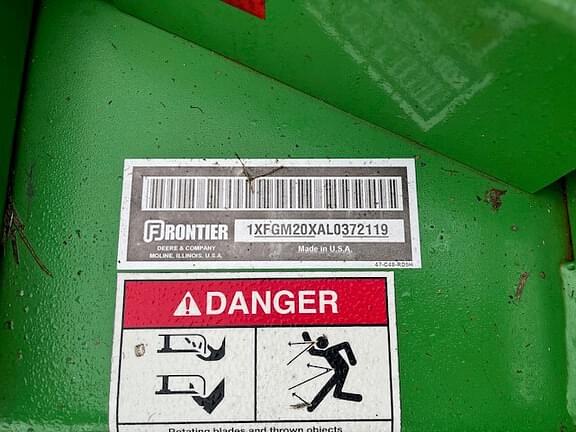 FRONTIER 1XFGM20XAL0372119
DEERE & COMPANY Made in U.S.A.
MOLINE, ILLINOIS, U.S.A.
DANGER
Rotating blades and thrown objects